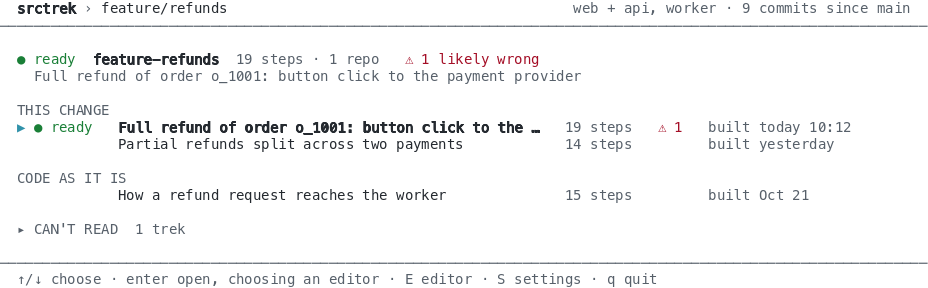 srctrek › feature/refunds web + api, worker · 9 commits since main
● ready feature-refunds 19 steps · 1 repo ⚠ 1 likely wrong
Full refund of order o_1001: button click to the payment provider
THIS CHANGE
▶ ● ready Full refund of order o_1001: button click to the … 19 steps ⚠ 1 built today 10:12
Partial refunds split across two payments 14 steps built yesterday
CODE AS IT IS
How a refund request reaches the worker 15 steps built Oct 21
▸ CAN'T READ 1 trek
↑/↓ choose · enter open, choosing an editor · E editor · S settings · q quit